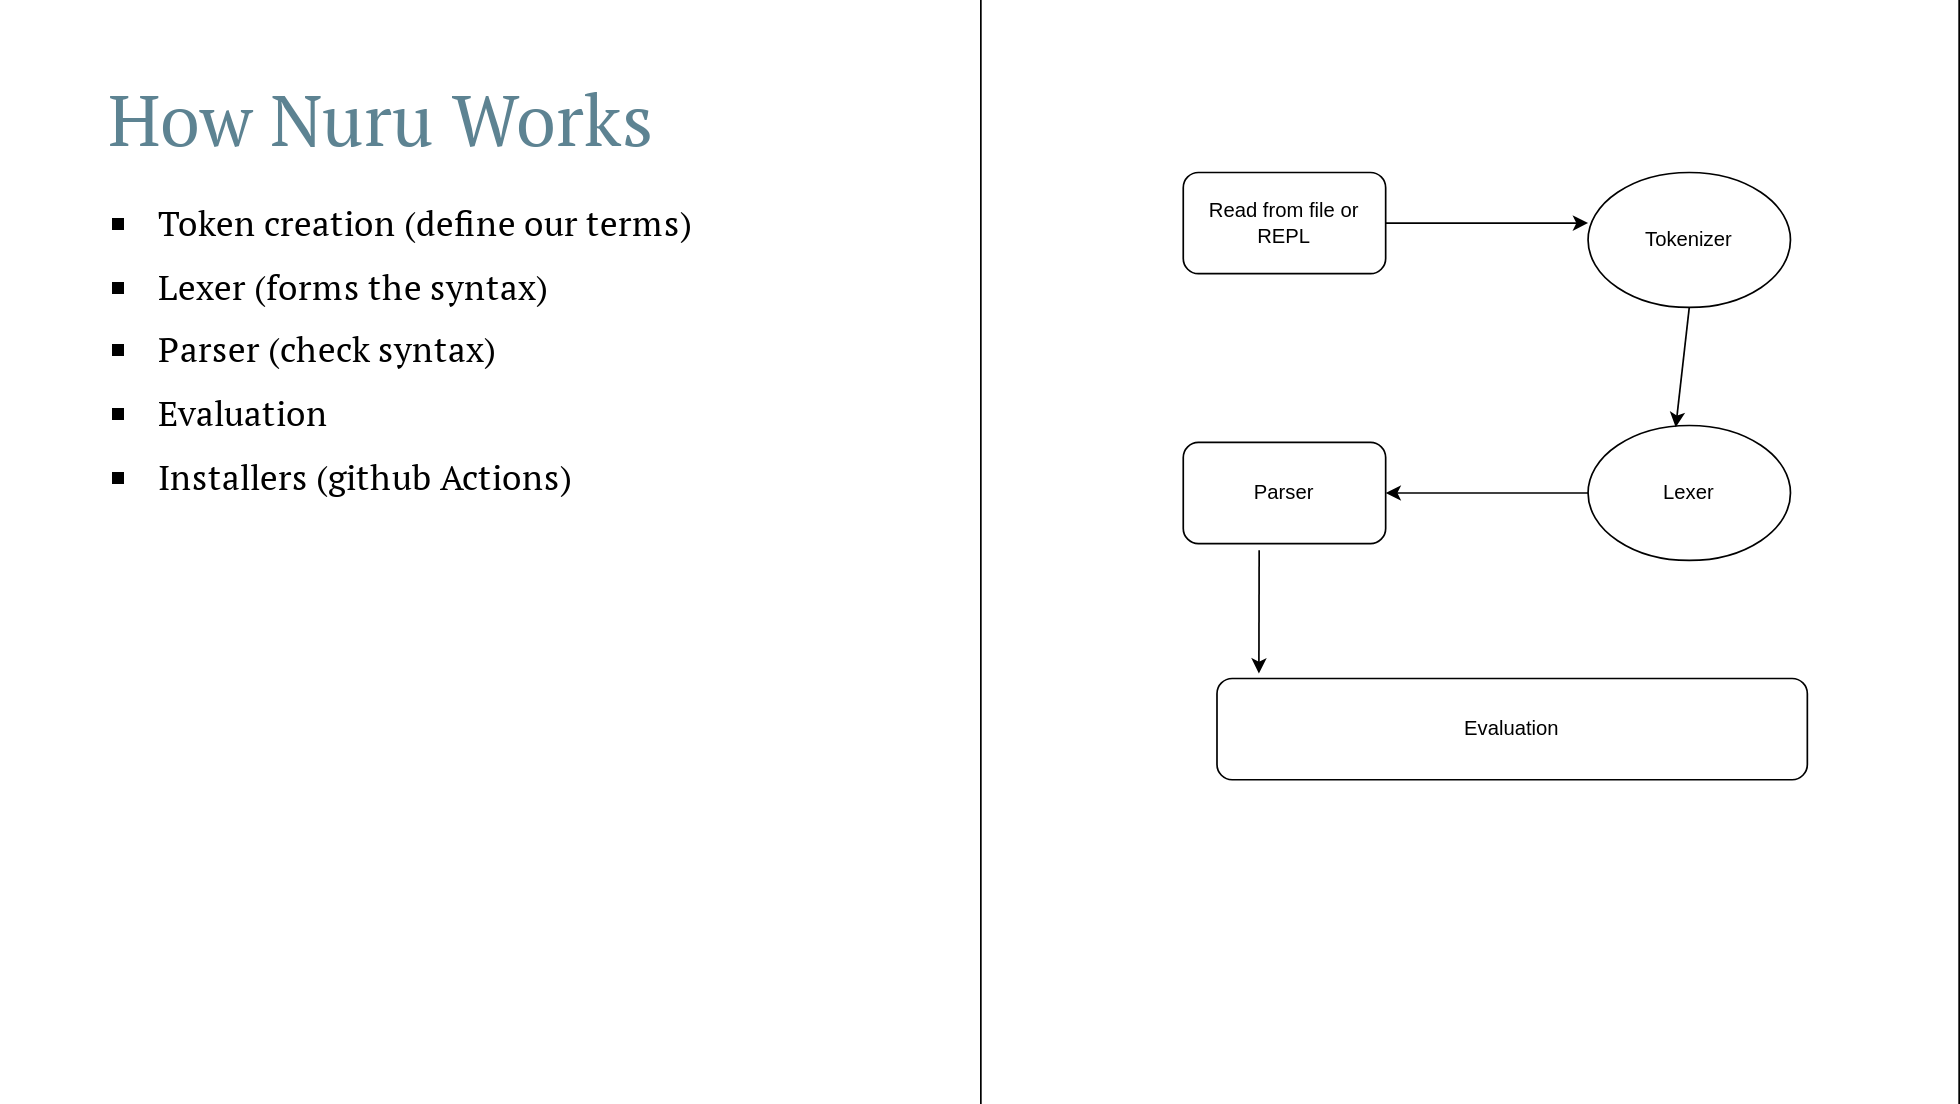 How Nuru Works
Token creation (define our terms)
Lexer (forms the syntax)
Parser (check syntax)
Evaluation
Installers (github Actions)
Read from file or
REPL
Tokenizer
Parser
Lexer
Evaluation